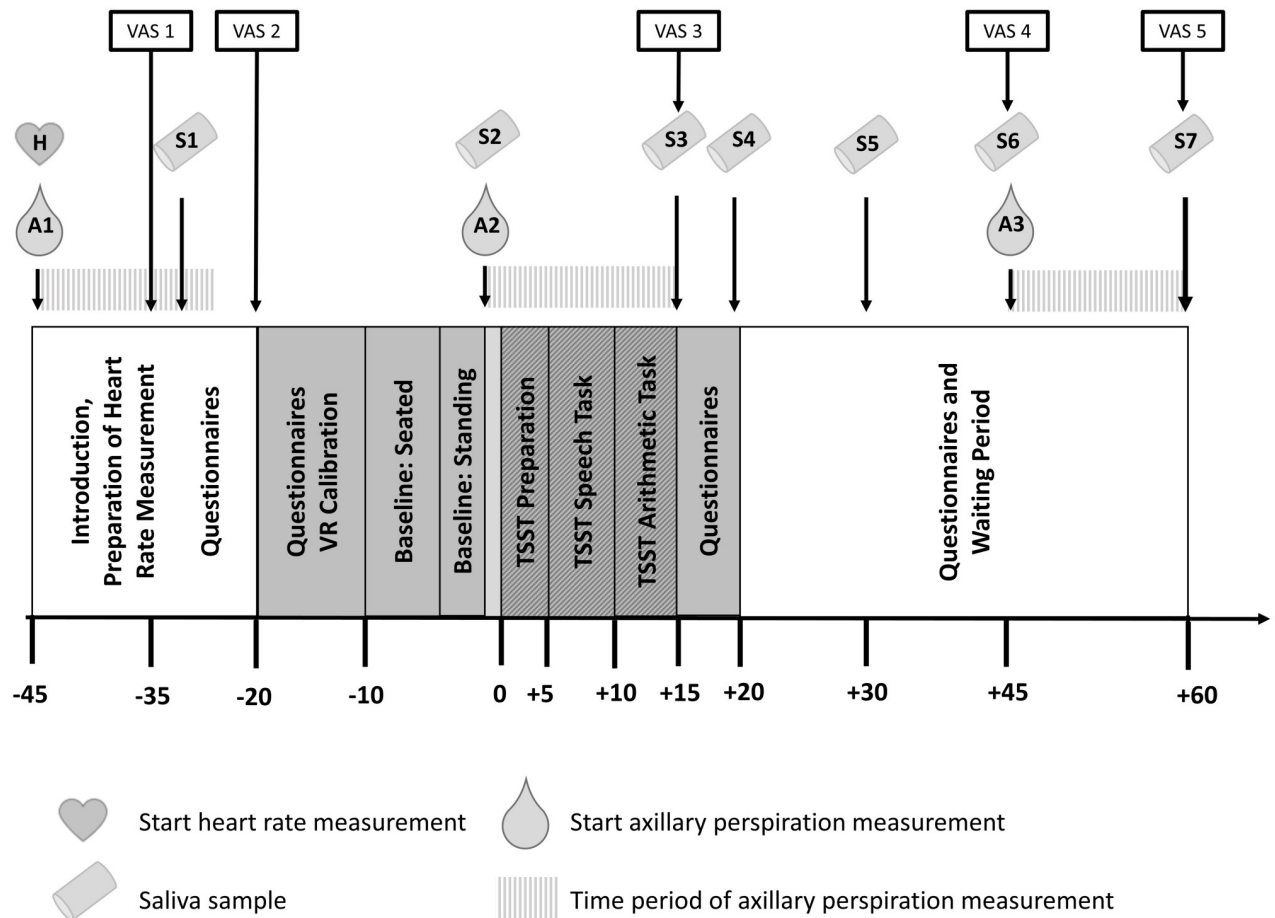 VAS 1
VAS 2
VAS 3
VAS 4
VAS 5
H
S1
S2
S3
S4
S5
S6
S7
A1
A2
A3
Introduction,
Preparation of Heart
Rate Measurement
Questionnaires
Questionnaires
VR Calibration
Baseline: Seated
Baseline: Standing
TSST Preparation
TSST Speech Task
TSST Arithmetic Task
Questionnaires
Questionnaires and
Waiting Period
-45
-35
-20
-10
0
+5
+10
+15
+20
+30
+45
+60
Start heart rate measurement
Start axillary perspiration measurement
Saliva sample
Time period of axillary perspiration measurement